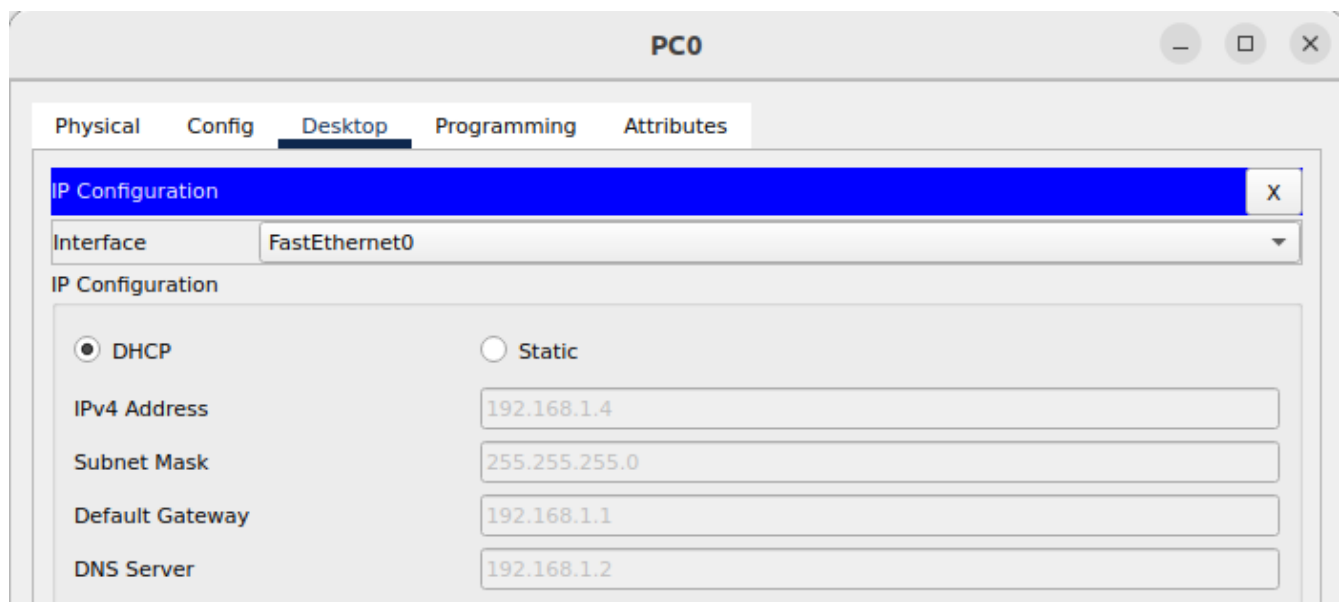 PC0
Physical Config Desktop Programming Attributes
IP Configuration X
Interface FastEthernet0
IP Configuration
DHCP Static
IPv4 Address 192.168.1.4
Subnet Mask 255.255.255.0
Default Gateway 192.168.1.1
DNS Server 192.168.1.2